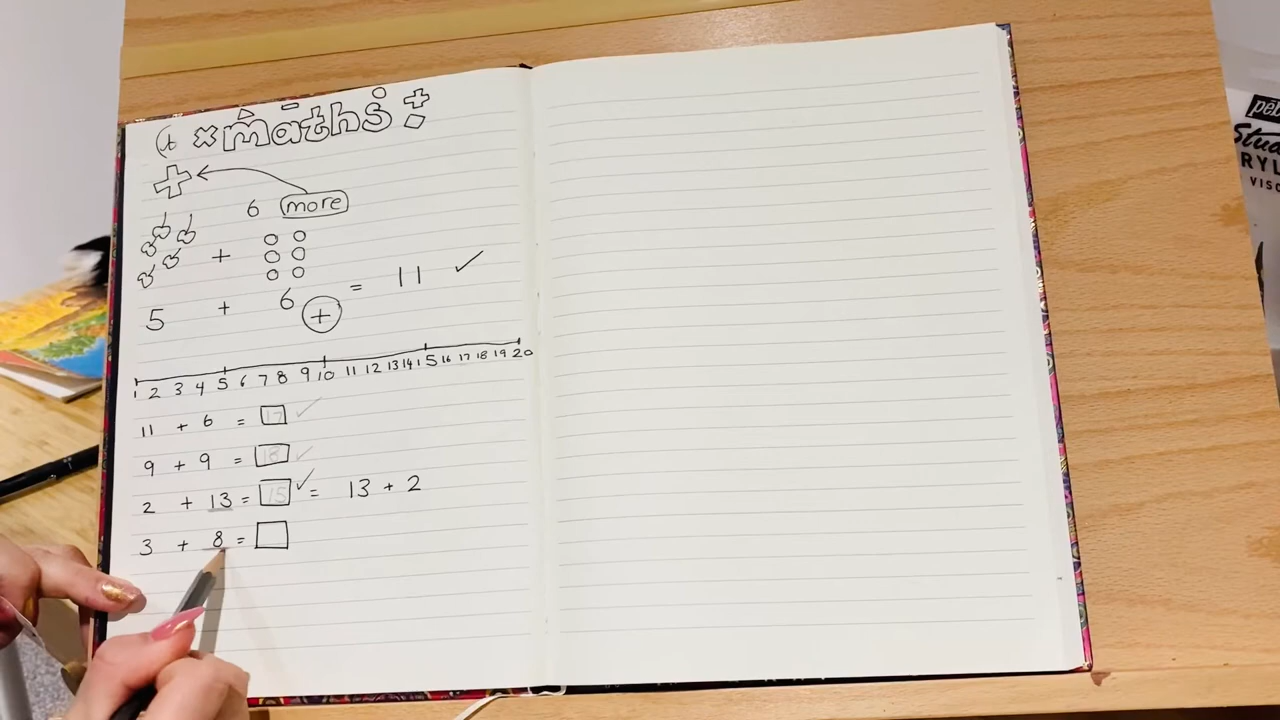 × maths ÷
+
6 more
+
5 + 6 = 11 ✓
+
1 2 3 4 5 6 7 8 9 10 11 12 13 14 15 16 17 18 19 20
11 + 6 = 17 ✓
9 + 9 = 18 ✓
2 + 13 = 15 ✓ = 13 + 2
3 + 8 =